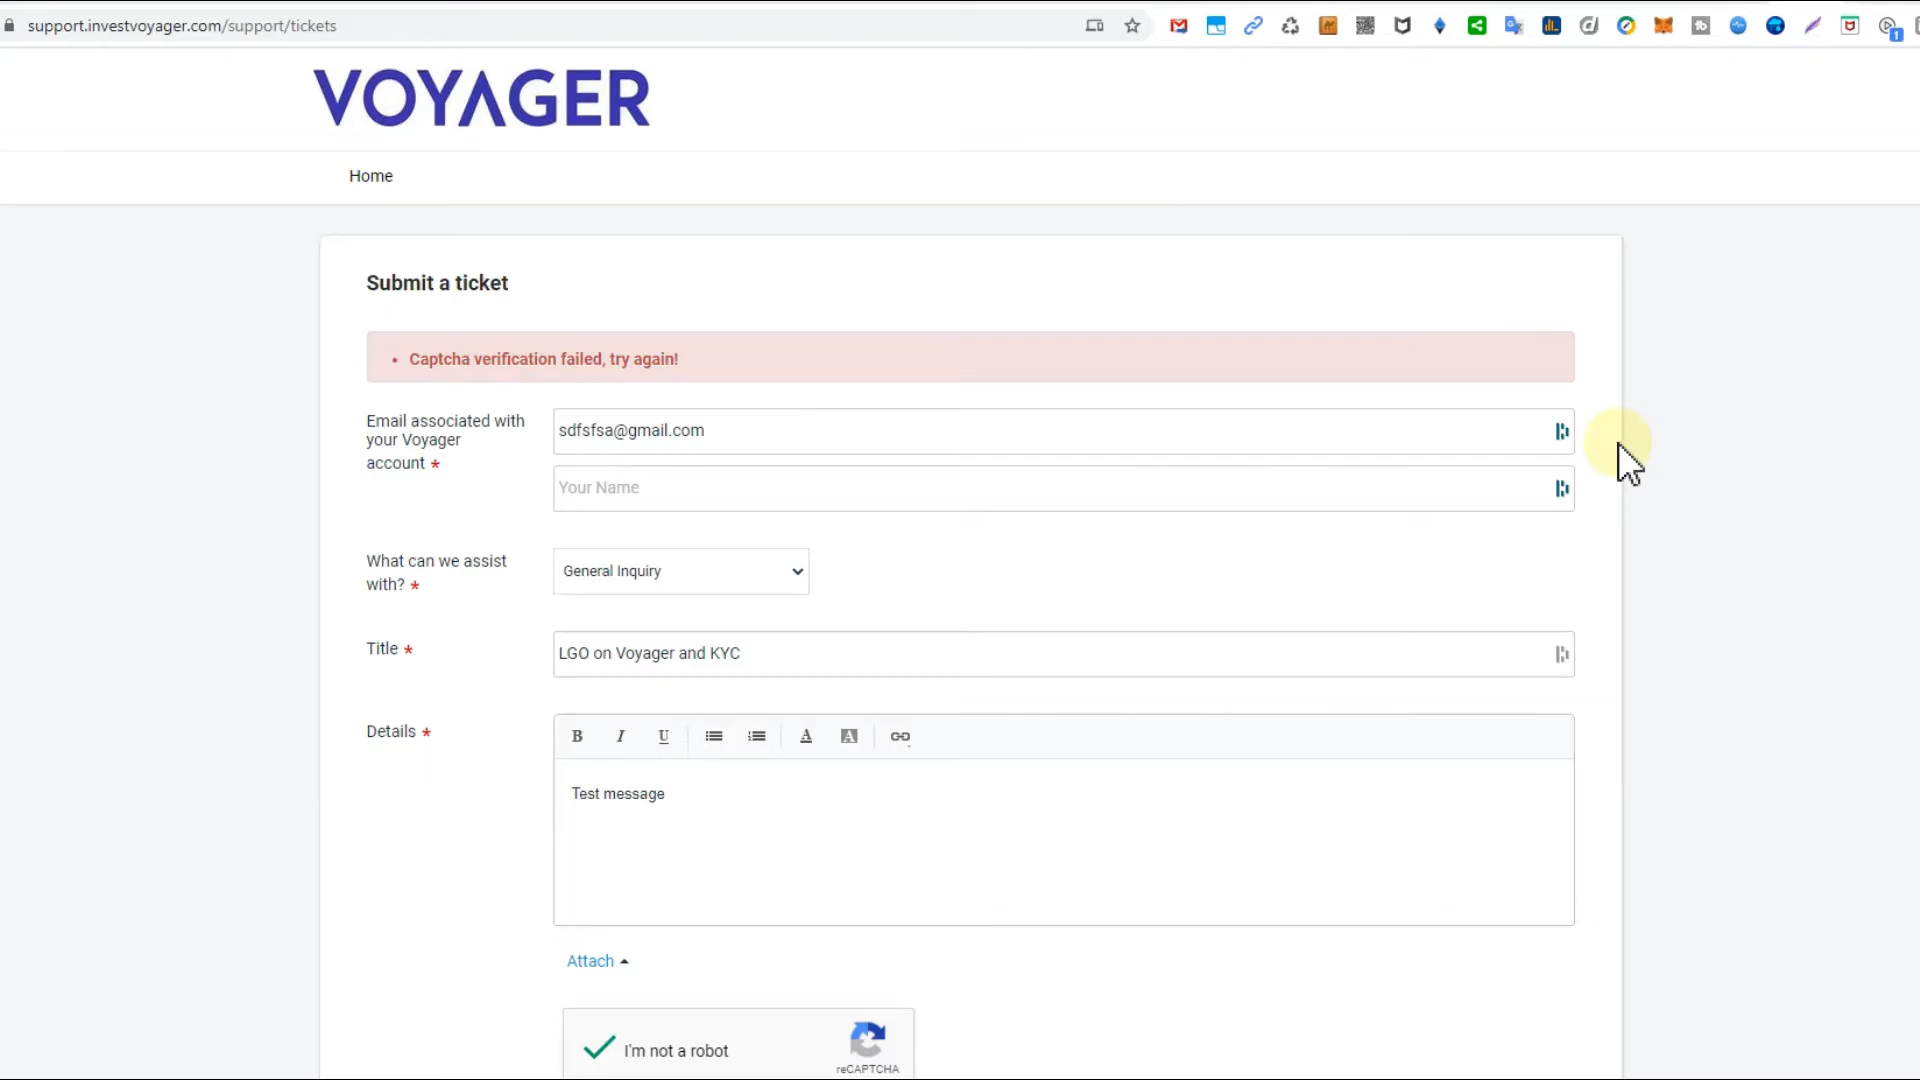 support.investvoyager.com/support/tickets
1
VOYAGER
Home
Submit a ticket
• Captcha verification failed, try again!
Email associated with
your Voyager
account *
sdfsfsa@gmail.com
Your Name
What can we assist
with? *
General Inquiry
Title *
LGO on Voyager and KYC
Details *
B I U A A
Test message
Attach
I'm not a robot
reCAPTCHA